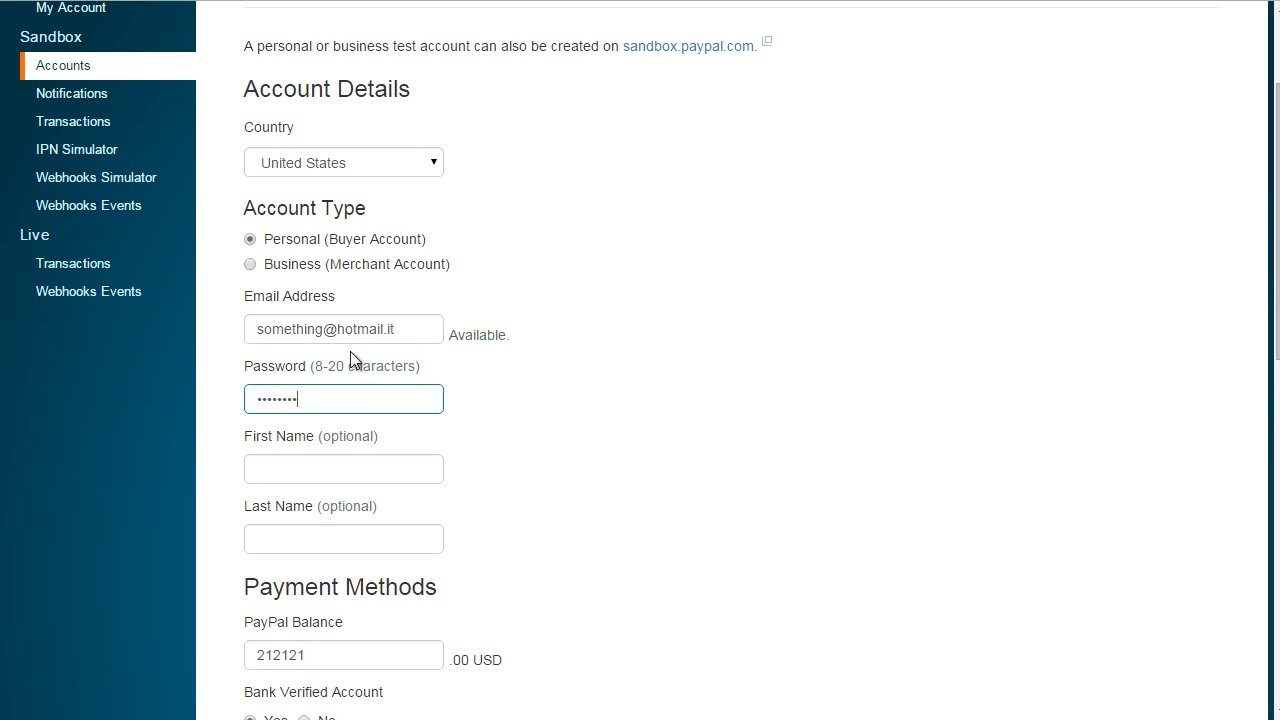 My Account
Sandbox
Accounts
Notifications
Transactions
IPN Simulator
Webhooks Simulator
Webhooks Events
Live
Transactions
Webhooks Events
A personal or business test account can also be created on sandbox.paypal.com.
Account Details
Country
United States
Account Type
Personal (Buyer Account)
Business (Merchant Account)
Email Address
something@hotmail.it Available.
Password (8-20 characters)
••••••••
First Name (optional)
Last Name (optional)
Payment Methods
PayPal Balance
212121 .00 USD
Bank Verified Account
Yes No